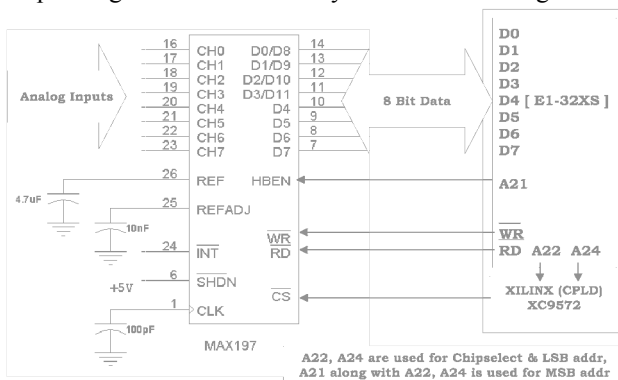 Analog Inputs
16 CH0 D0/D8 14
17 CH1 D1/D9 13
18 CH2 D2/D10 12
19 CH3 D3/D11 11
20 CH4 D4 10
21 CH5 D5 9
22 CH6 D6 8
23 CH7 D7 7
8 Bit Data
D0
D1
D2
D3
D4 [ E1-32XS ]
D5
D6
D7
26 REF HBEN A21
4.7uF
25 REFADJ
10nF
WR WR
24 INT RD RD A22 A24
6 SHDN
+5V
CS
XILINX (CPLD)
XC9572
1 CLK
100pF
MAX197
A22, A24 are used for Chipselect & LSB addr,
A21 along with A22, A24 is used for MSB addr